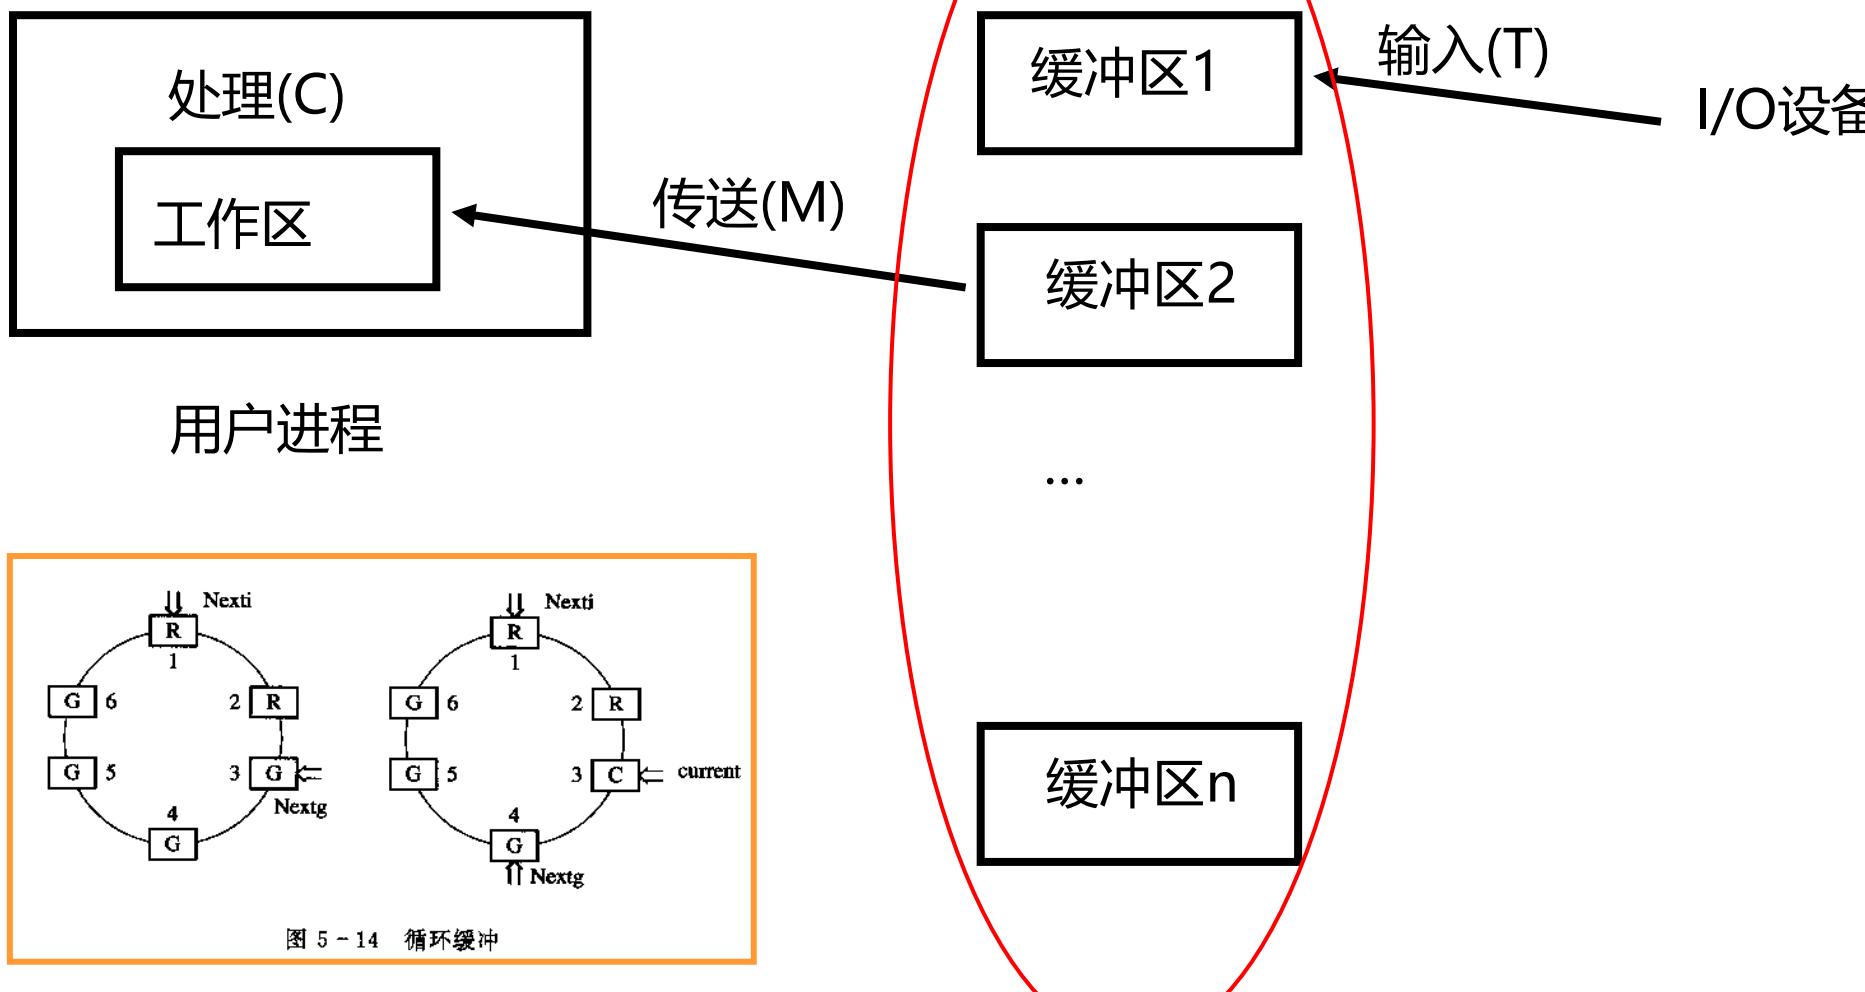 处理(C)
工作区
用户进程
传送(M)
缓冲区1
缓冲区2
...
缓冲区n
输入(T)
I/O设备
Nexti
R
1
G 6
2 R
G 5
3 G
Nextg
4
G
Nexti
R
1
G 6
2 R
G 5
3 C
current
4
G
Nextg
图 5-14 循环缓冲